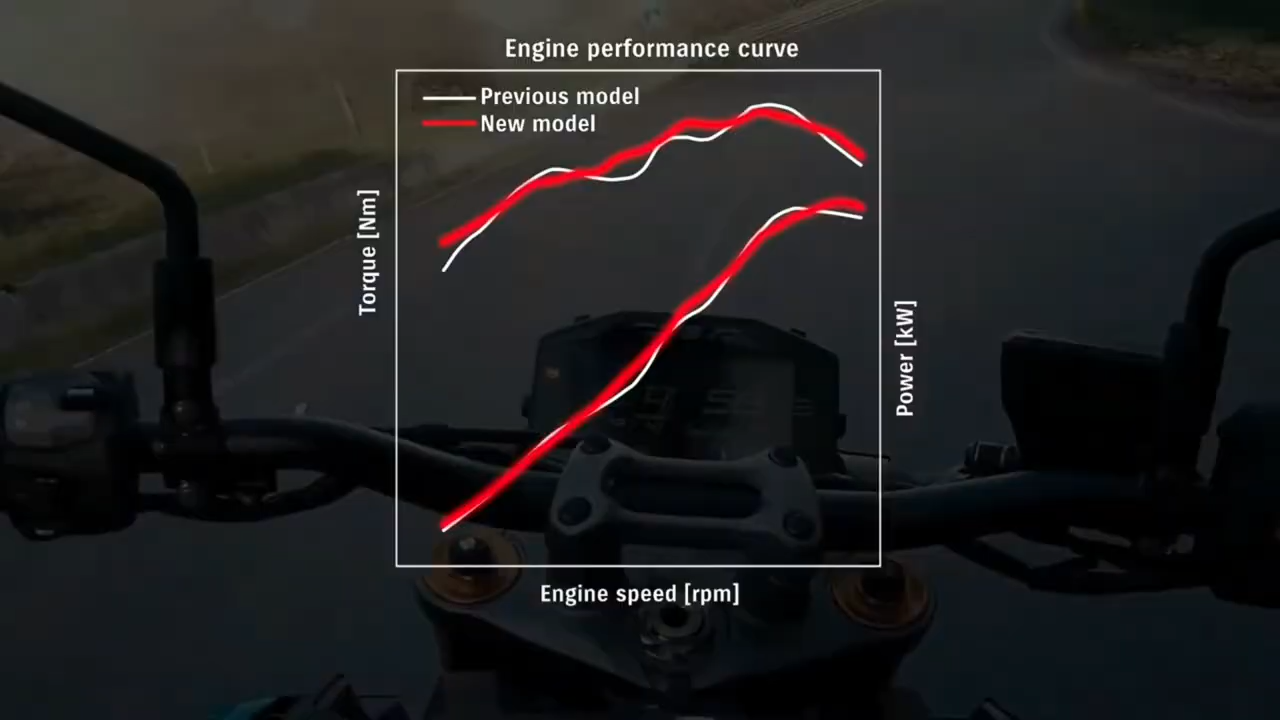 Engine performance curve
Previous model
New model
Torque [Nm]
Power [kW]
Engine speed [rpm]